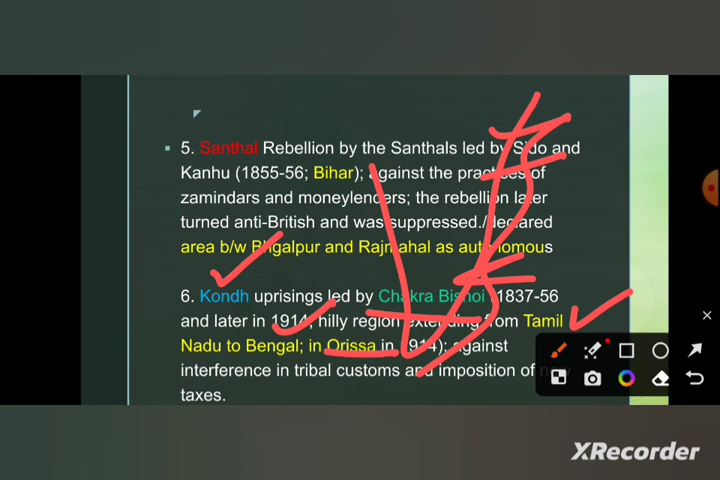 5. Santhal Rebellion by the Santhals led by Sido and
Kanhu (1855-56; Bihar); against the practices of
zamindars and moneylenders; the rebellion later
turned anti-British and was suppressed./declared
area b/w Bhgalpur and Rajmahal as autonomous
6. Kondh uprisings led by Chakra Bisnoi (1837-56
and later in 1914; hilly region extending from Tamil
Nadu to Bengal; in Orissa in 1914); against
interference in tribal customs and imposition of new
taxes.
XRecorder